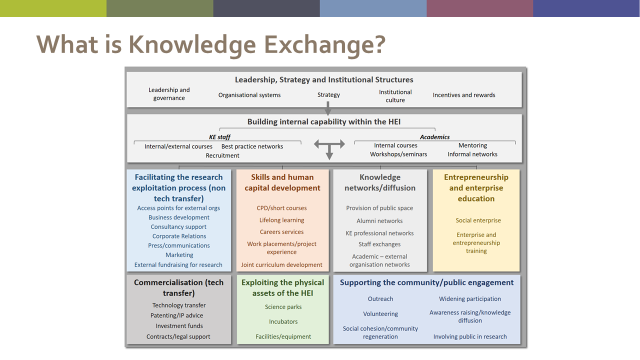 What is Knowledge Exchange?
Leadership, Strategy and Institutional Structures
Leadership and
governance
Organisational systems
Strategy
Institutional
culture
Incentives and rewards
Building internal capability within the HEI
KE staff
Academics
Internal/external courses
Best practice networks
Recruitment
Internal courses
Workshops/seminars
Mentoring
Informal networks
Facilitating the research
exploitation process (non
tech transfer)
Access points for external orgs
Business development
Consultancy support
Corporate Relations
Press/communications
Marketing
External fundraising for research
Skills and human
capital development
CPD/short courses
Lifelong learning
Careers services
Work placements/project
experience
Joint curriculum development
Knowledge
networks/diffusion
Provision of public space
Alumni networks
KE professional networks
Staff exchanges
Academic – external
organisation networks
Entrepreneurship
and enterprise
education
Social enterprise
Enterprise and
entrepreneurship
training
Commercialisation (tech
transfer)
Technology transfer
Patenting/IP advice
Investment funds
Contracts/legal support
Exploiting the physical
assets of the HEI
Science parks
Incubators
Facilities/equipment
Supporting the community/public engagement
Outreach
Volunteering
Social cohesion/community
regeneration
Widening participation
Awareness raising/knowledge
diffusion
Involving public in research